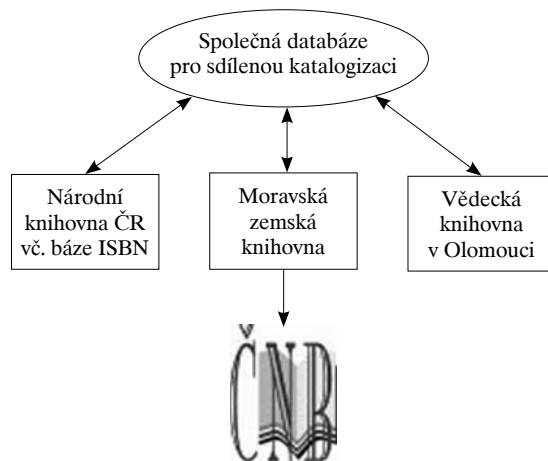 Společná databáze
pro sdílenou katalogizaci
Národní
knihovna ČR
vč. báze ISBN
Moravská
zemská
knihovna
Vědecká
knihovna
v Olomouci
ČNB